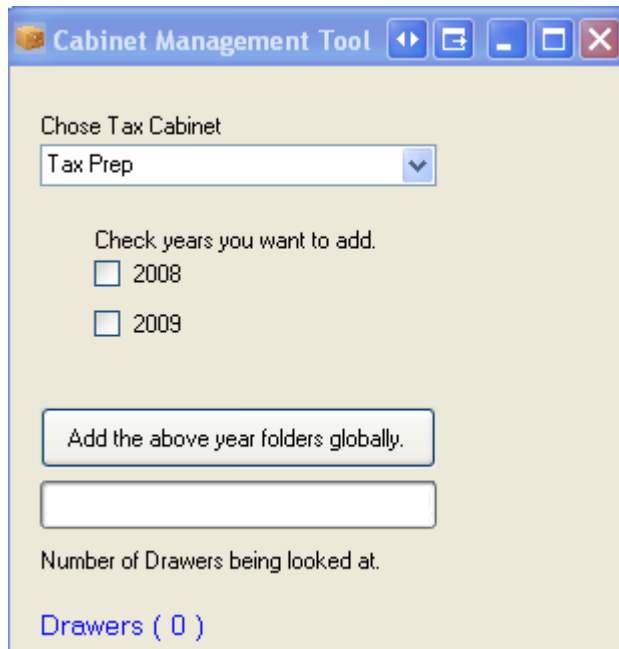 Cabinet Management Tool
Chose Tax Cabinet
Tax Prep
Check years you want to add.
2008
2009
Add the above year folders globally.
Number of Drawers being looked at.
Drawers ( 0 )